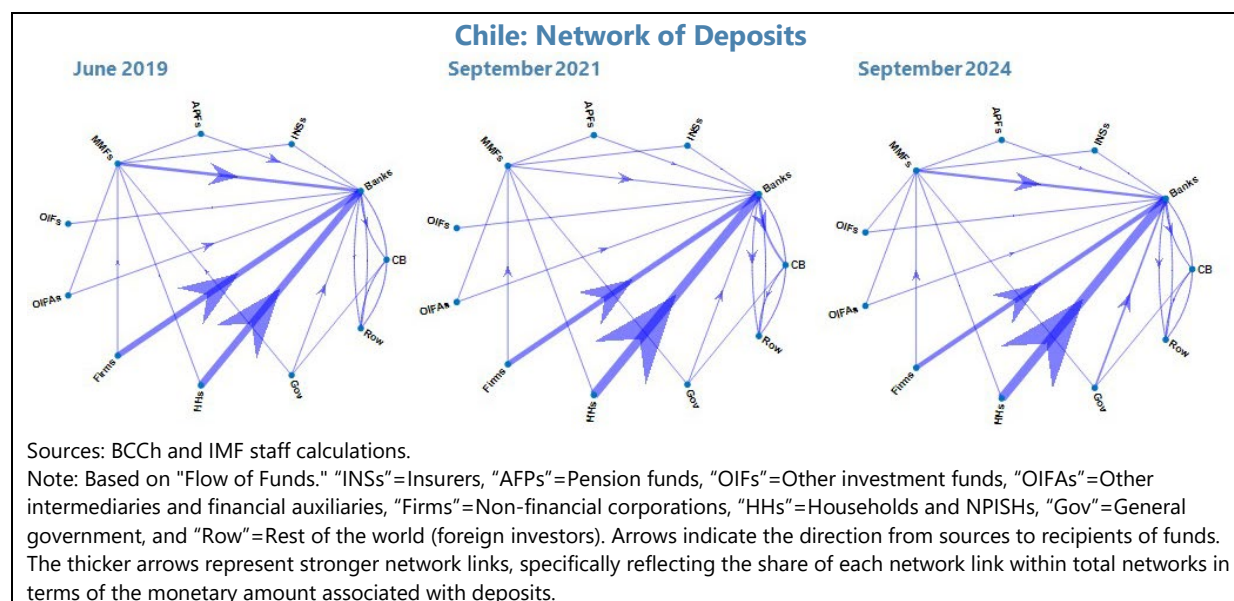 Chile: Network of Deposits
June 2019
September 2021
September 2024
APFs
INSs
MMFs
Banks
OIFs
CB
OIFAs
Row
Firms
HHs
Gov
APFs
INSs
MMFs
Banks
OIFs
CB
OIFAs
Row
Firms
HHs
Gov
APFs
INSs
MMFs
Banks
OIFs
CB
OIFAs
Row
Firms
HHs
Gov
Sources: BCCh and IMF staff calculations.
Note: Based on "Flow of Funds." “INSs”=Insurers, “AFPs”=Pension funds, “OIFs”=Other investment funds, “OIFAs”=Other
intermediaries and financial auxiliaries, “Firms”=Non-financial corporations, “HHs”=Households and NPISHs, “Gov”=General
government, and “Row”=Rest of the world (foreign investors). Arrows indicate the direction from sources to recipients of funds.
The thicker arrows represent stronger network links, specifically reflecting the share of each network link within total networks in
terms of the monetary amount associated with deposits.